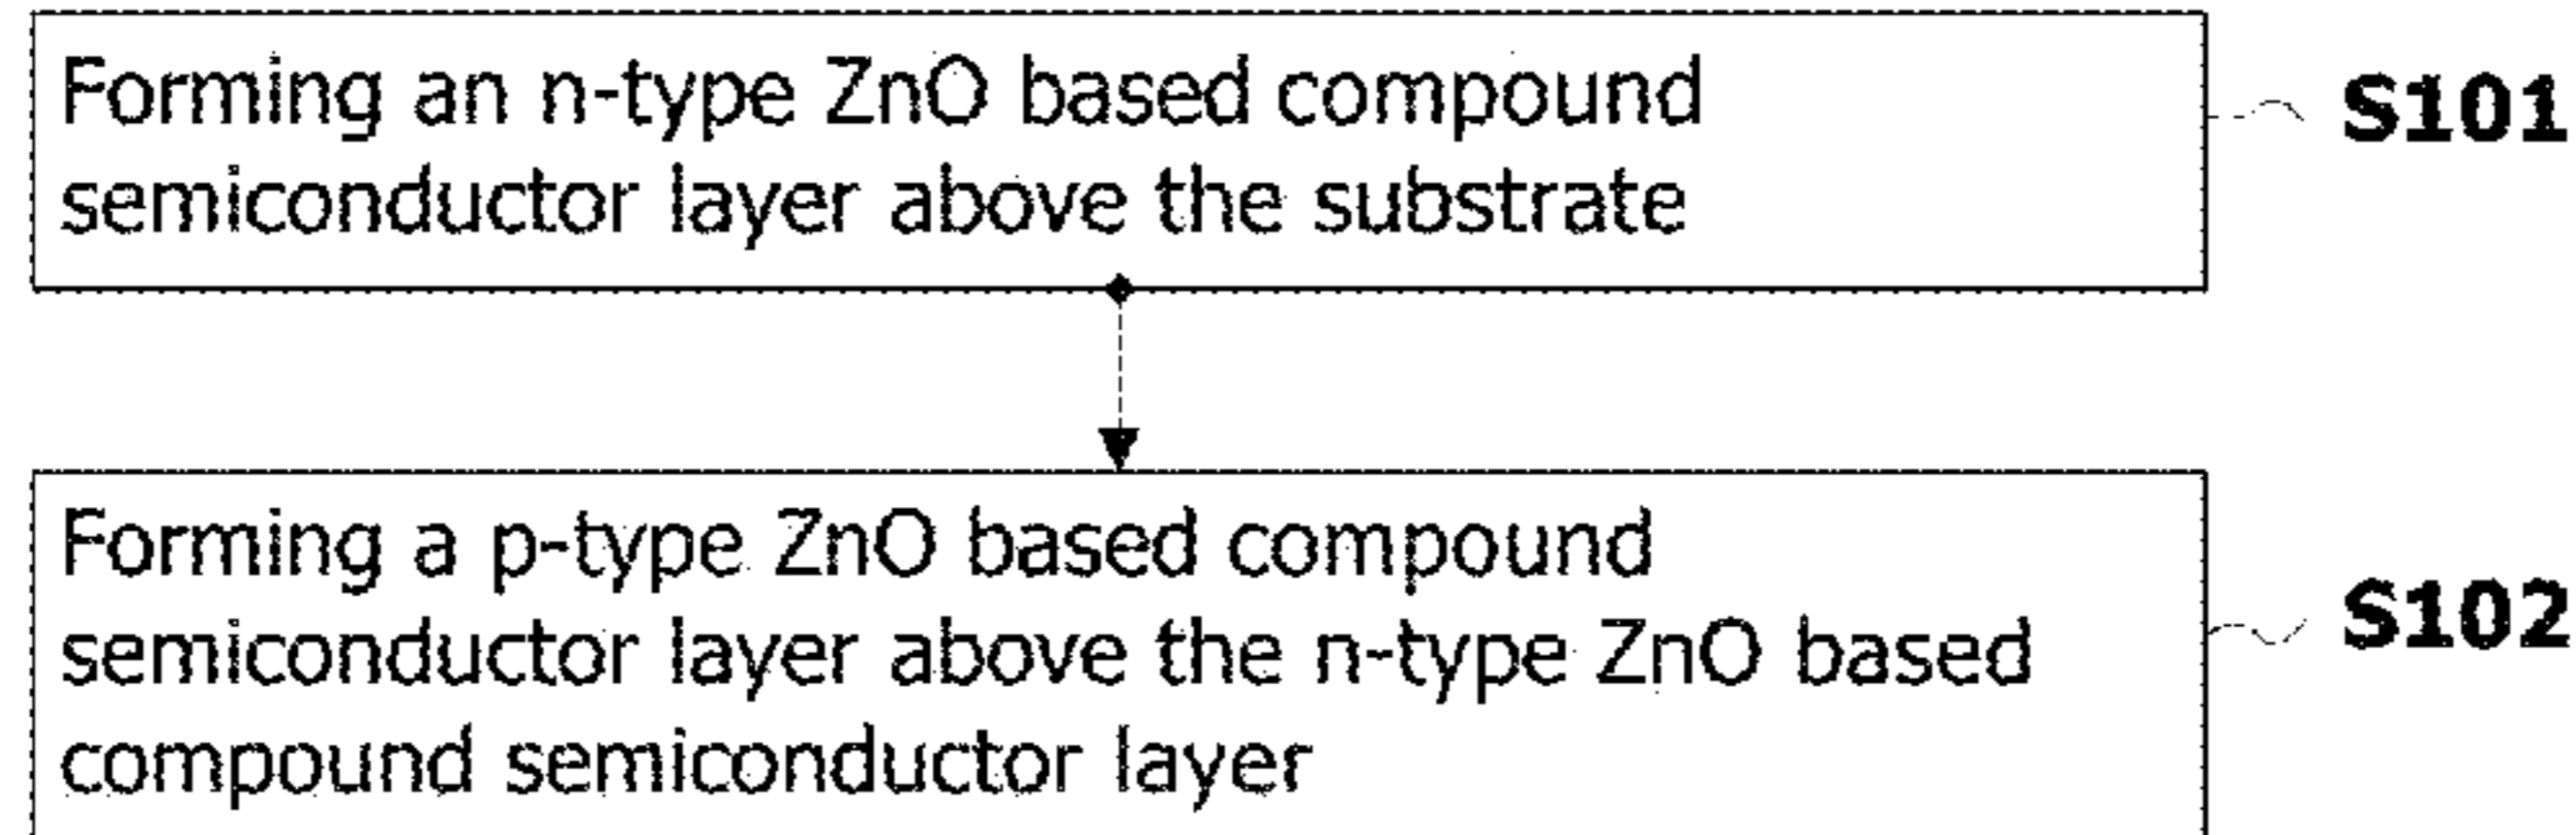 Forming an n-type ZnO based compound
semiconductor layer above the substrate
S101
Forming a p-type ZnO based compound
semiconductor layer above the n-type ZnO based
compound semiconductor layer
S102